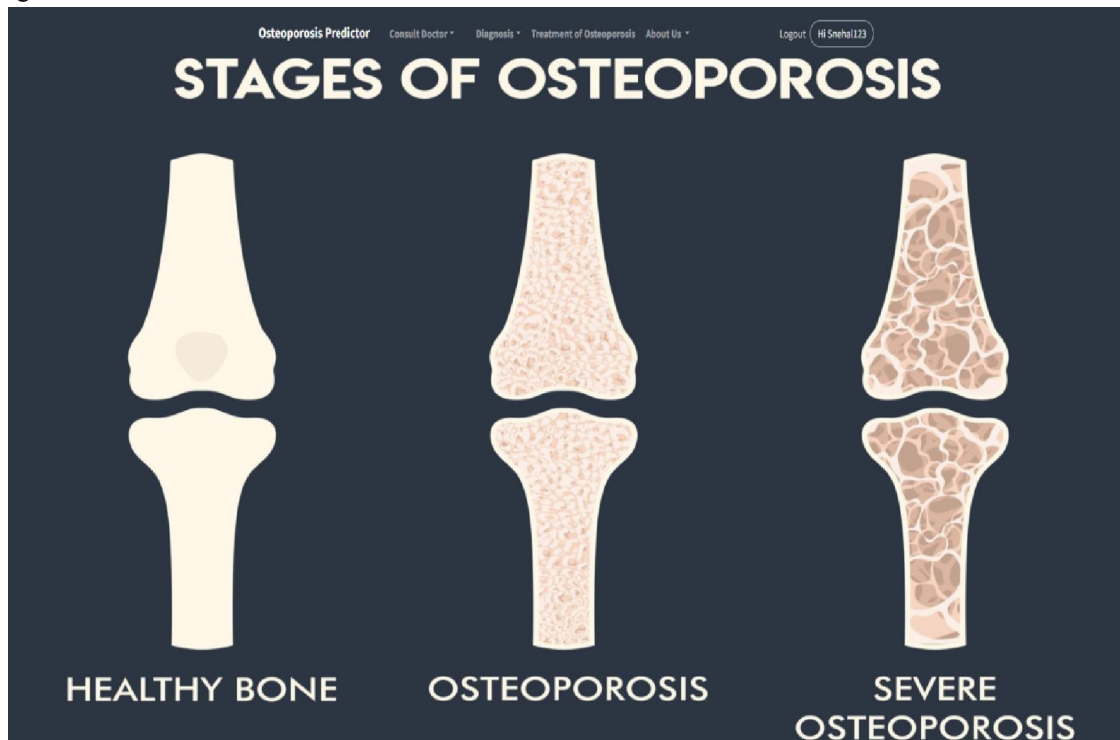 Osteoporosis Predictor Consult Doctor Diagnosis Treatment of Osteoporosis About Us Logout Hi Snehal123
STAGES OF OSTEOPOROSIS
HEALTHY BONE
OSTEOPOROSIS
SEVERE
OSTEOPOROSIS